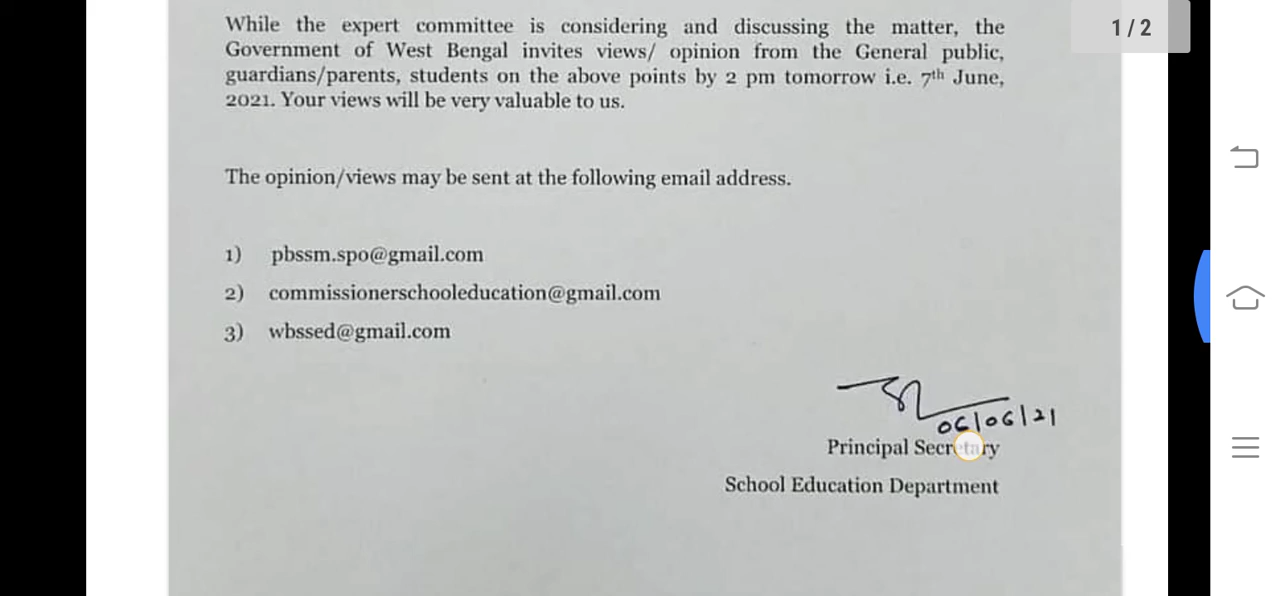 1 / 2
While the expert committee is considering and discussing the matter, the
Government of West Bengal invites views/ opinion from the General public,
guardians/parents, students on the above points by 2 pm tomorrow i.e. 7th June,
2021. Your views will be very valuable to us.
The opinion/views may be sent at the following email address.
1) pbssm.spo@gmail.com
2) commissionerschooleducation@gmail.com
3) wbssed@gmail.com
06/06/21
Principal Secretary
School Education Department